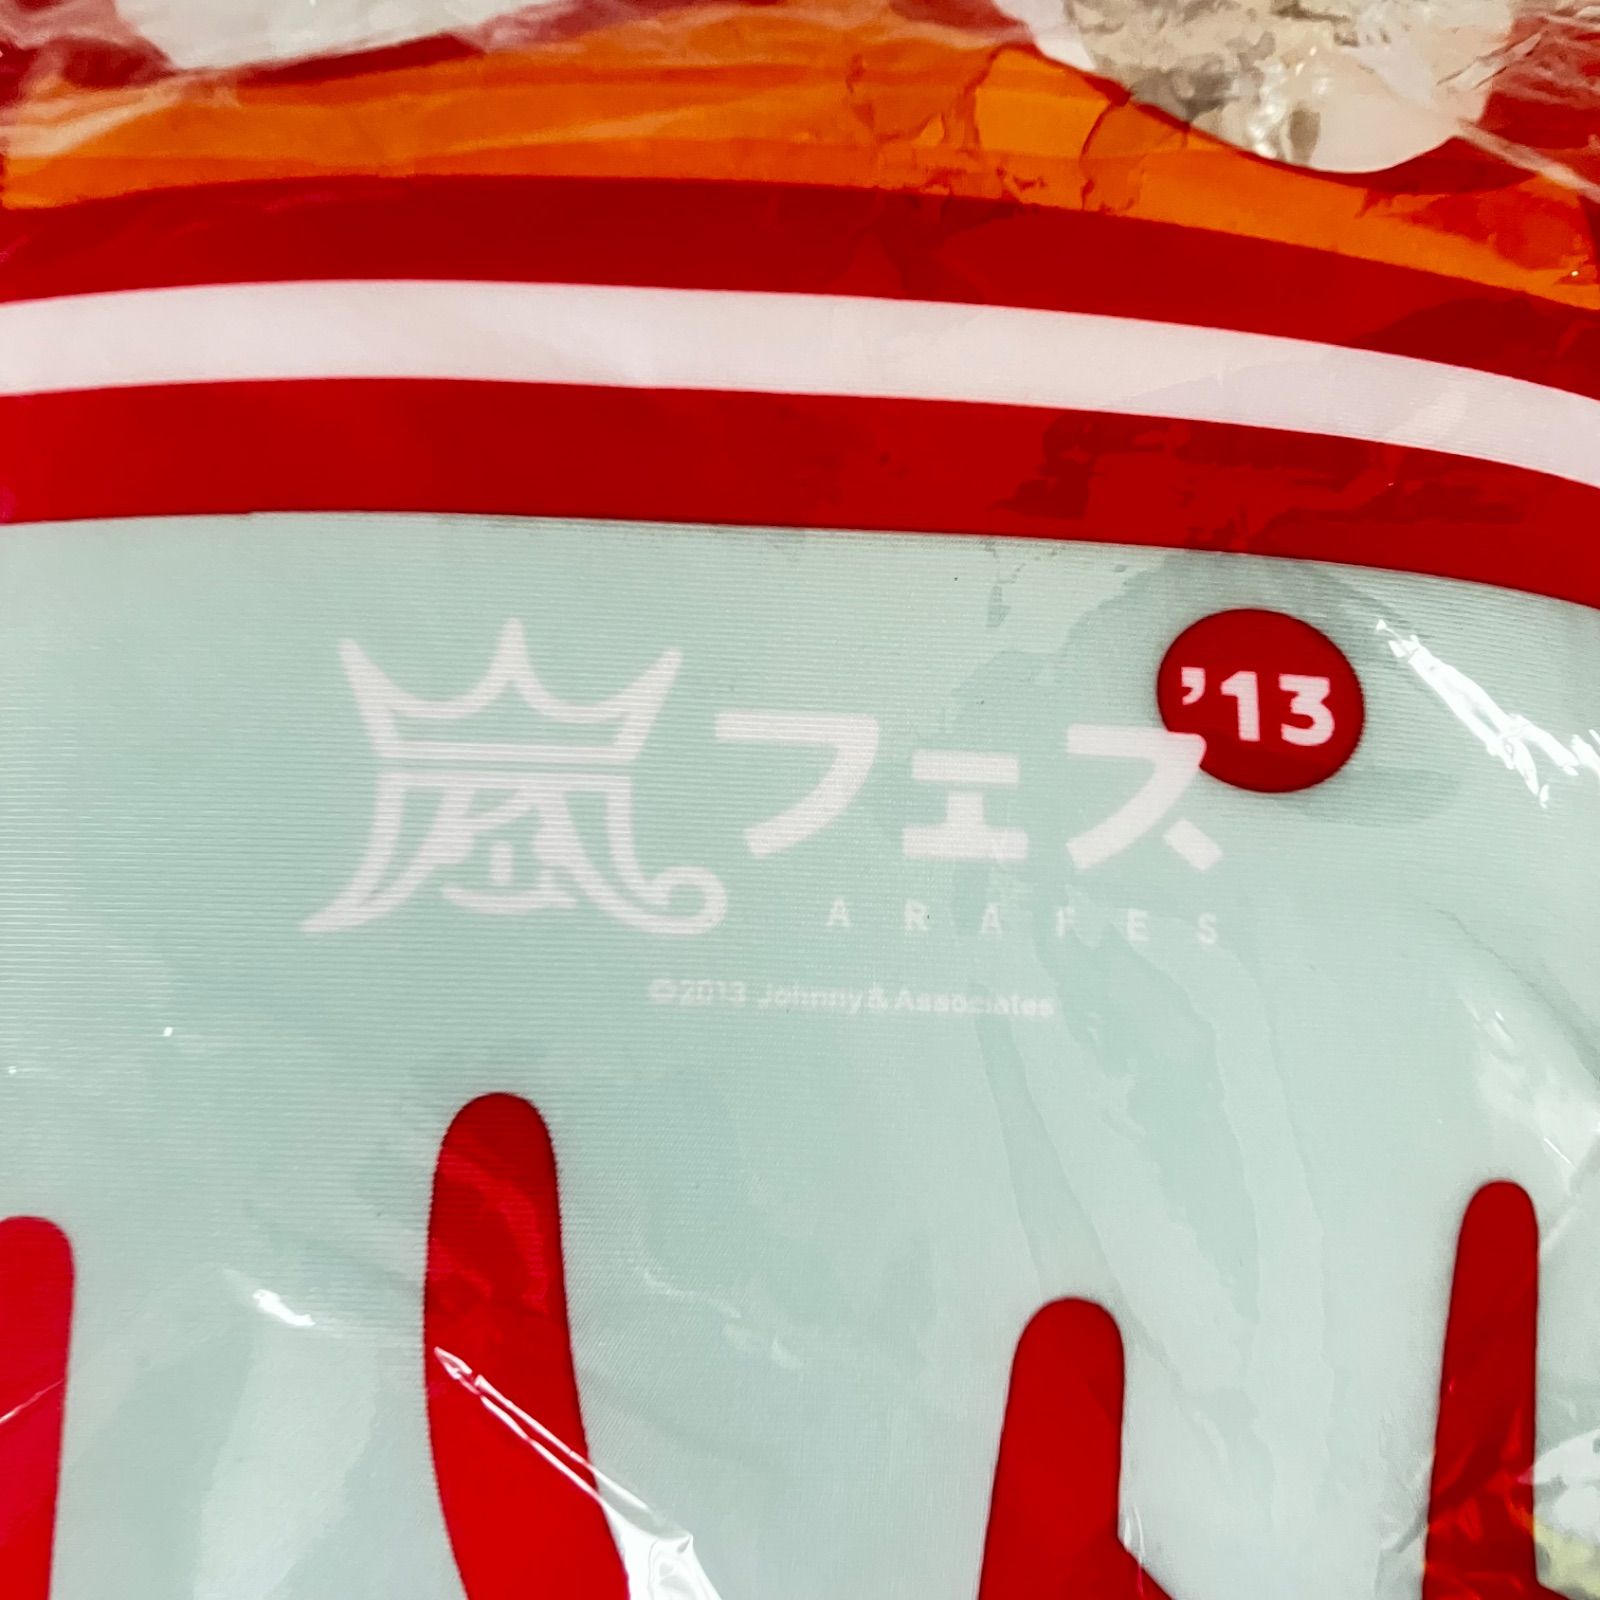 嵐フェス '13
ARAFES
©2013 Johnny&Associates